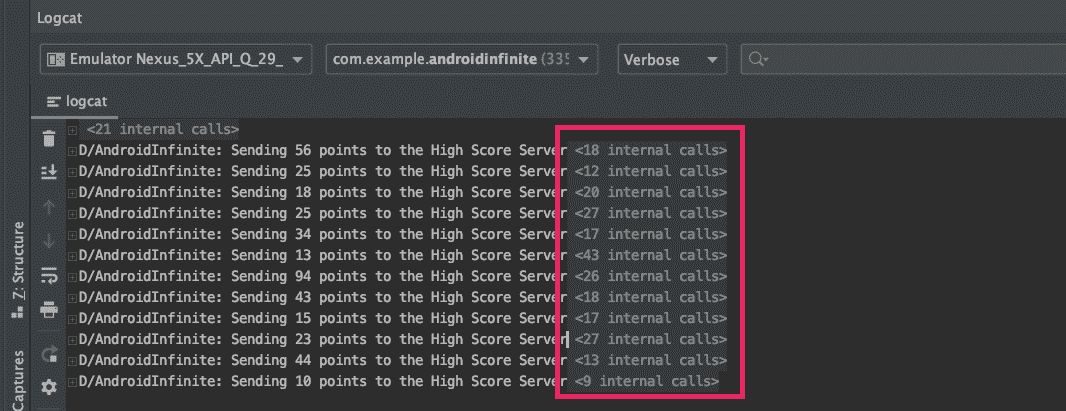 Logcat
Emulator Nexus_5X_API_Q_29_ com.example.androidinfinite (335 Verbose Q-
logcat
<21 internal calls>
D/AndroidInfinite: Sending 56 points to the High Score Server <18 internal calls>
D/AndroidInfinite: Sending 25 points to the High Score Server <12 internal calls>
D/AndroidInfinite: Sending 18 points to the High Score Server <20 internal calls>
D/AndroidInfinite: Sending 25 points to the High Score Server <27 internal calls>
D/AndroidInfinite: Sending 34 points to the High Score Server <17 internal calls>
D/AndroidInfinite: Sending 13 points to the High Score Server <43 internal calls>
D/AndroidInfinite: Sending 94 points to the High Score Server <26 internal calls>
D/AndroidInfinite: Sending 43 points to the High Score Server <18 internal calls>
D/AndroidInfinite: Sending 15 points to the High Score Server <17 internal calls>
D/AndroidInfinite: Sending 23 points to the High Score Server <27 internal calls>
D/AndroidInfinite: Sending 44 points to the High Score Server <13 internal calls>
D/AndroidInfinite: Sending 10 points to the High Score Server <9 internal calls>
Z: Structure
Captures